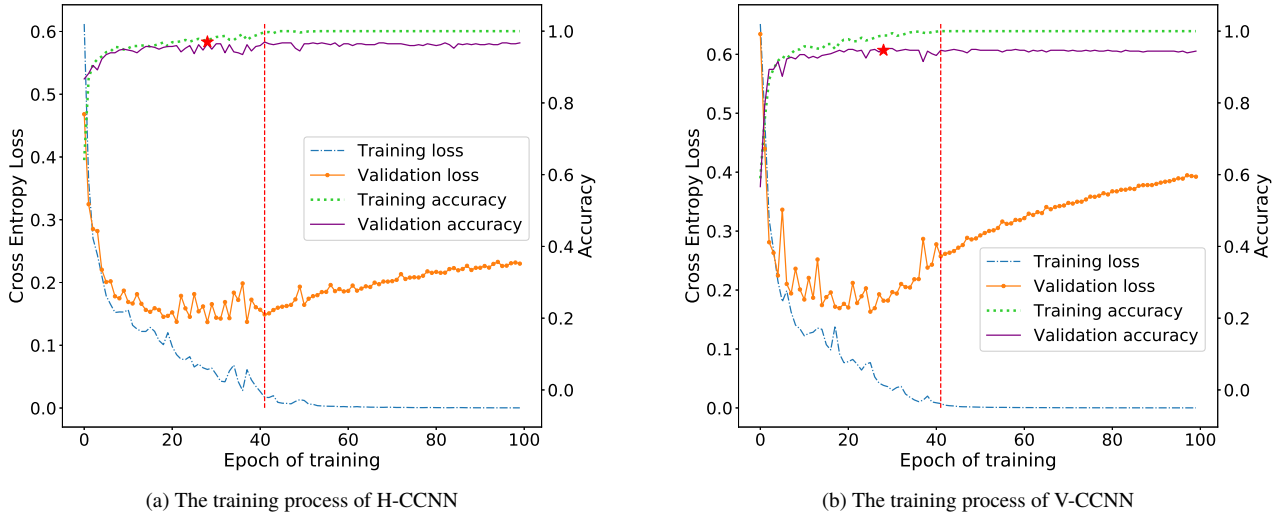 0.6
0.5
0.4
0.3
0.2
0.1
0.0
Cross Entropy Loss
0 20 40 60 80 100
Epoch of training
1.0
0.8
0.6
0.4
0.2
0.0
Accuracy
Training loss
Validation loss
Training accuracy
Validation accuracy
(a) The training process of H-CCNN
0.6
0.5
0.4
0.3
0.2
0.1
0.0
Cross Entropy Loss
0 20 40 60 80 100
Epoch of training
1.0
0.8
0.6
0.4
0.2
0.0
Accuracy
Training loss
Validation loss
Training accuracy
Validation accuracy
(b) The training process of V-CCNN